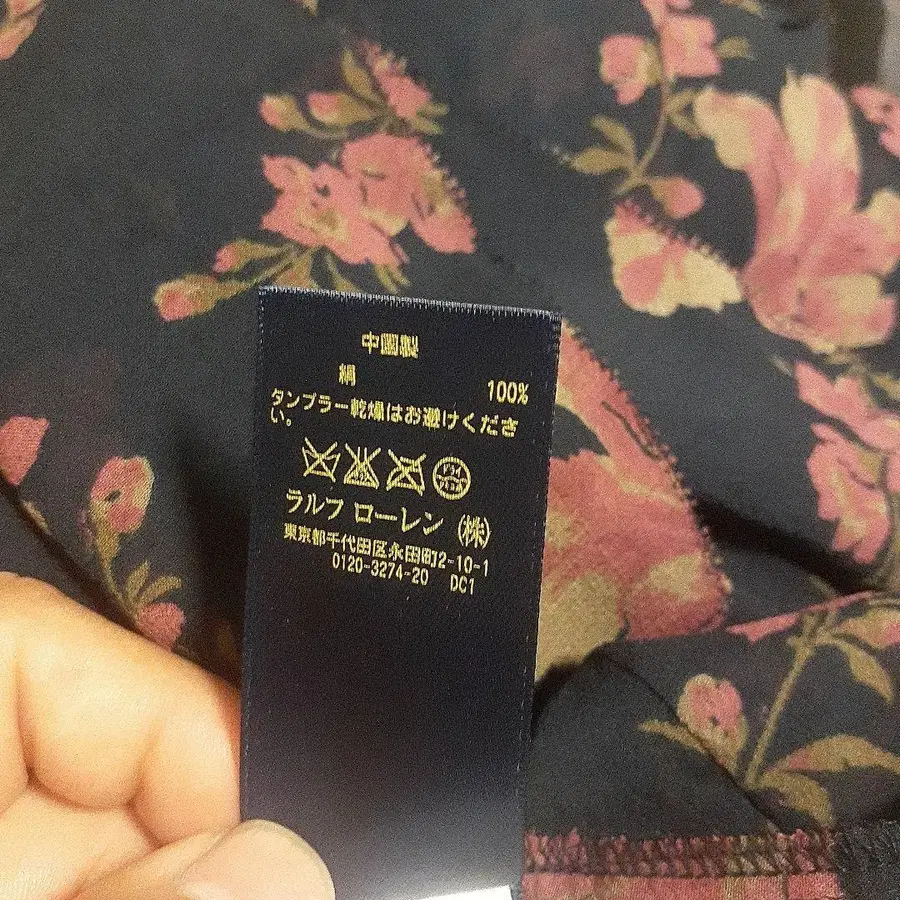 中国製
絹 100%
タンブラー乾燥はお避けくださ
い。
ドライ
ラルフ ローレン (株)
東京都千代田区永田町2-10-1
0120-3274-20 DC1